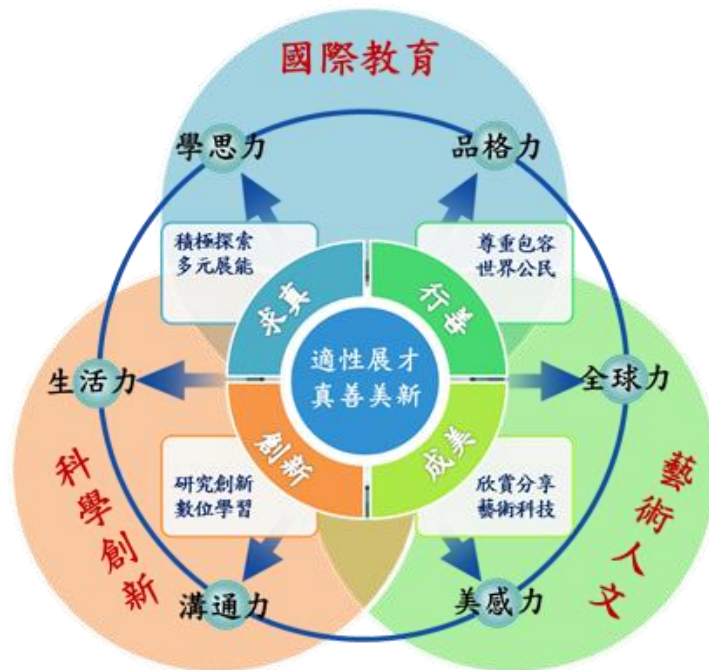 國際教育
學思力
品格力
積極探索
多元展能
尊重包容
世界公民
求真
行善
適性展才
真善美新
生活力
全球力
創新
成美
科學創新
藝術人文
研究創新
數位學習
欣賞分享
藝術科技
溝通力
美感力